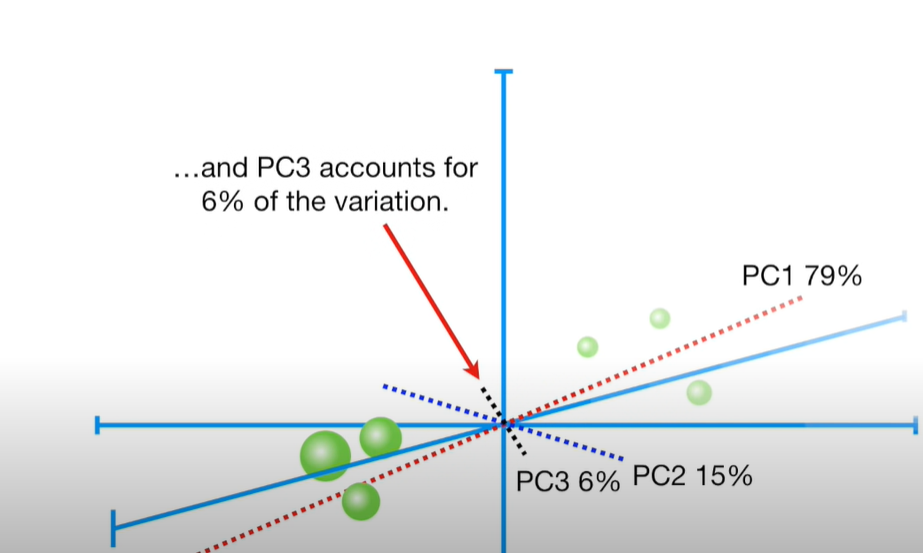 …and PC3 accounts for
6% of the variation.
PC1 79%
PC3 6%
PC2 15%